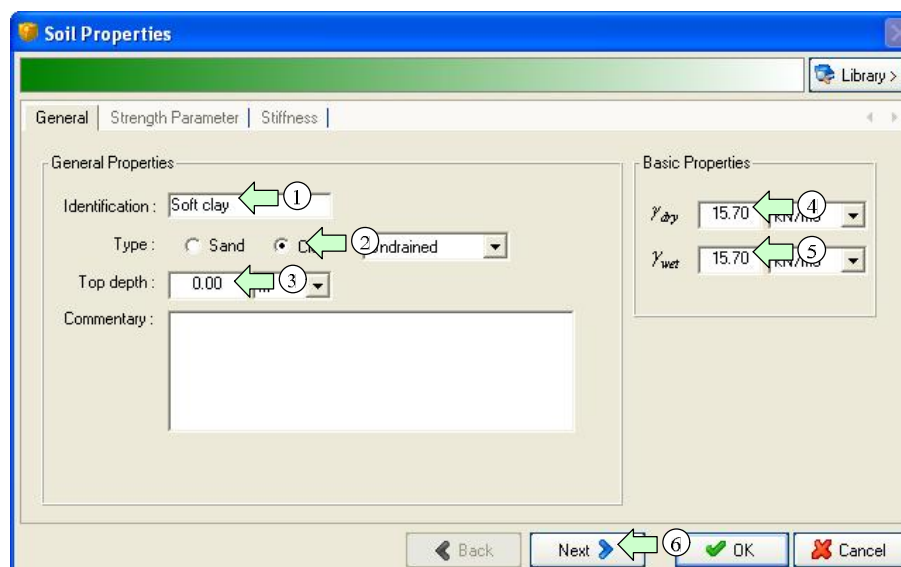 Soil Properties
Library >
General Strength Parameter Stiffness
General Properties
Identification : Soft clay 1
Type : Sand 2 Undrained
Top depth : 0.00 3
Commentary :
Basic Properties
γdry 15.70 4
γwet 15.70 5
Back Next 6 OK Cancel